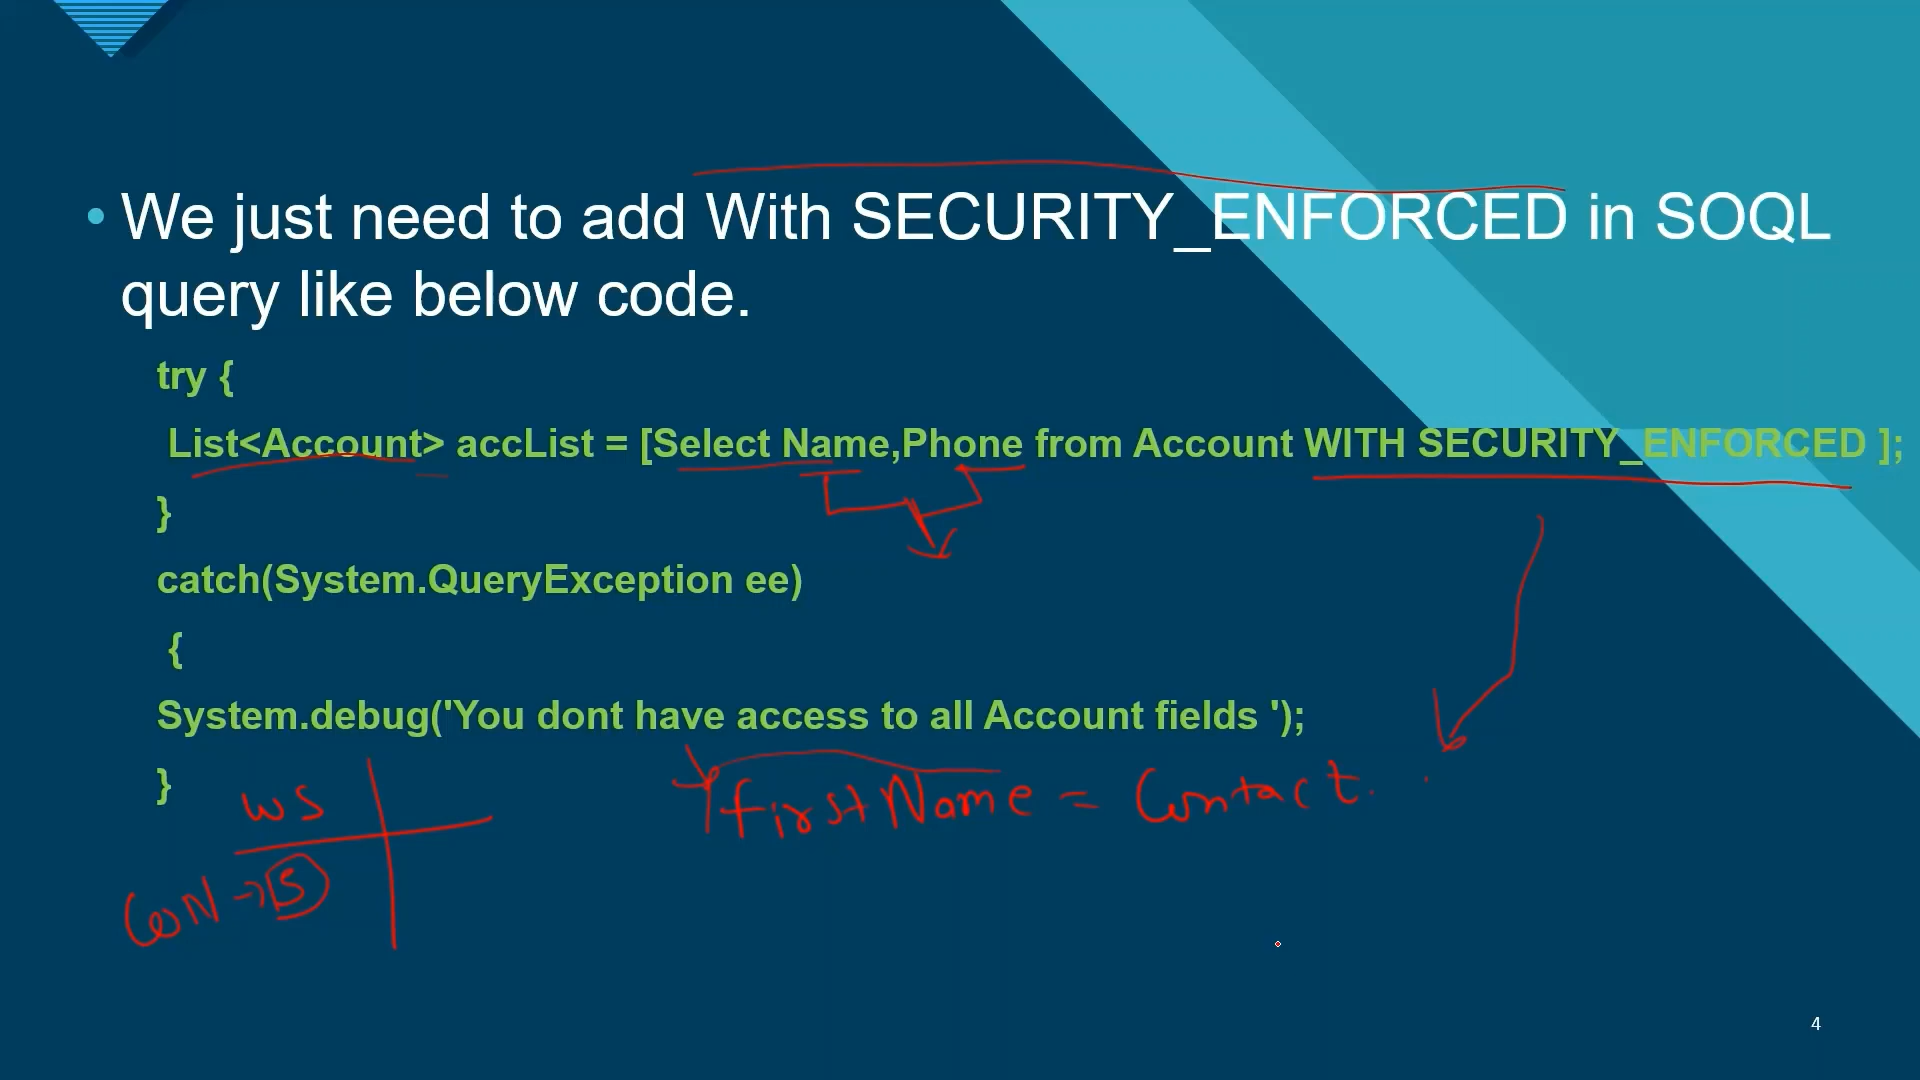 • We just need to add With SECURITY_ENFORCED in SOQL
query like below code.
try {
List<Account> accList = [Select Name,Phone from Account WITH SECURITY_ENFORCED ];
}
catch(System.QueryException ee)
{
System.debug('You dont have access to all Account fields ');
}
WS
firstName = Contact.
CON → B
4